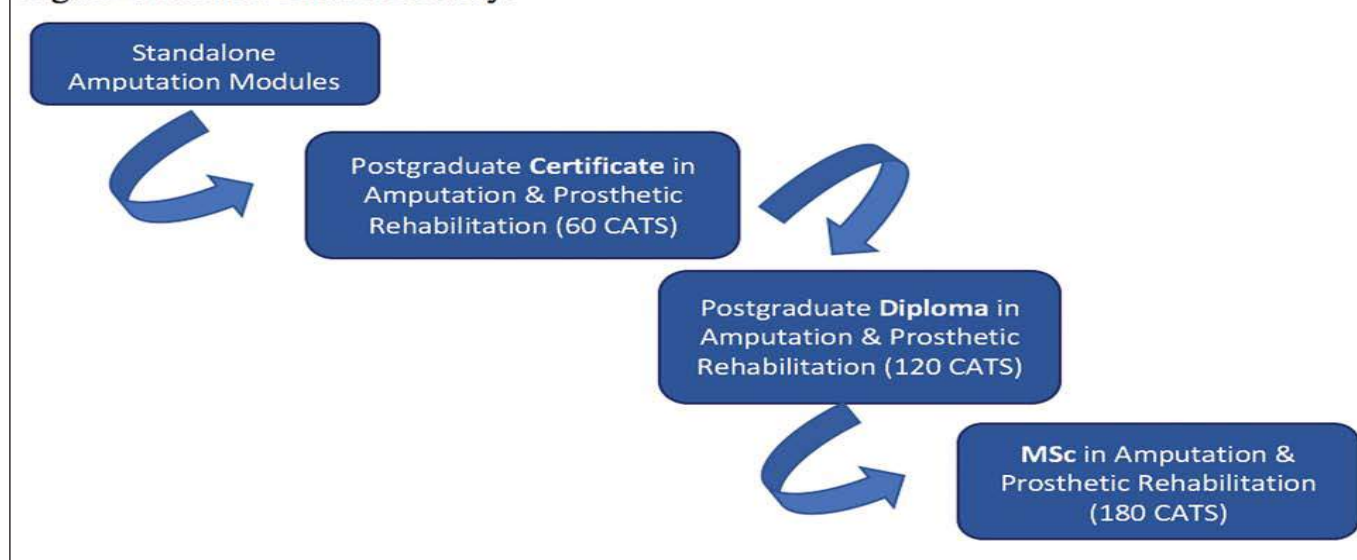 Standalone
Amputation Modules
Postgraduate Certificate in
Amputation & Prosthetic
Rehabilitation (60 CATS)
Postgraduate Diploma in
Amputation & Prosthetic
Rehabilitation (120 CATS)
MSc in Amputation &
Prosthetic Rehabilitation
(180 CATS)